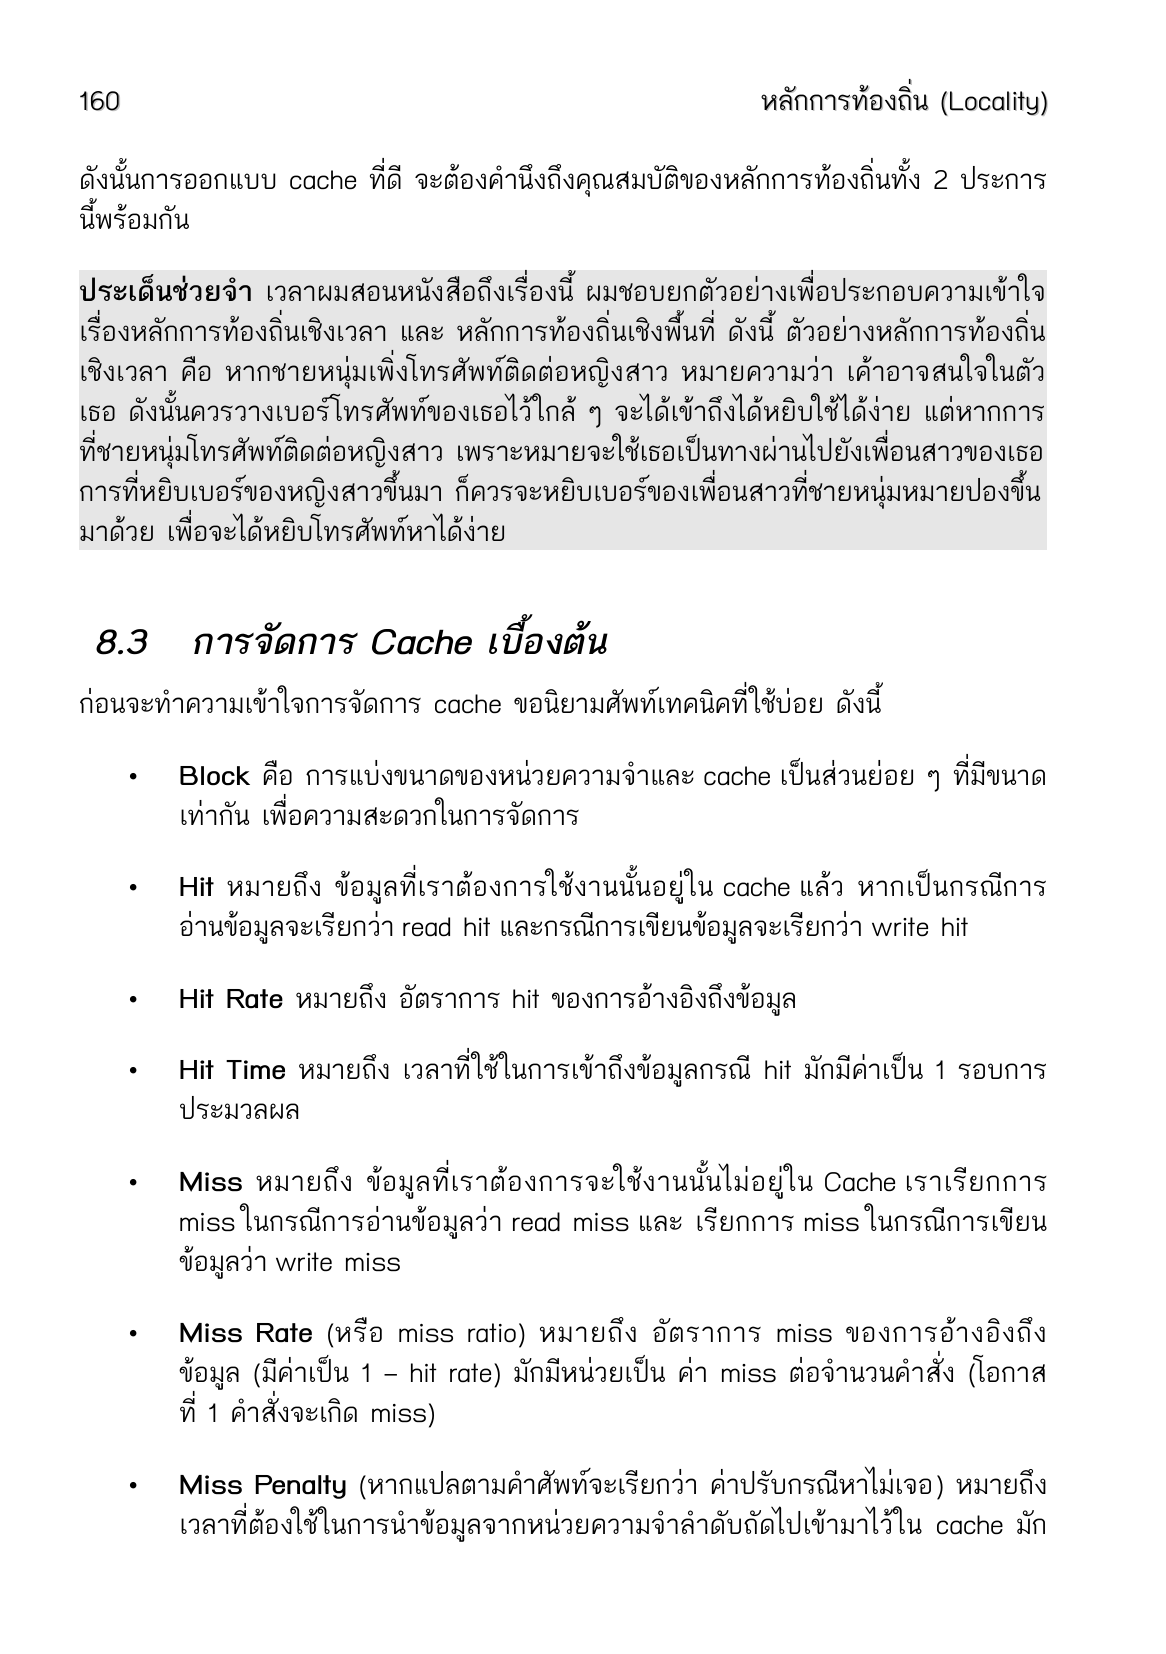 160 หลักการท้องถิ่น (Locality)
ดังนั้นการออกแบบ cache ที่ดี จะต้องคำนึงถึงคุณสมบัติของหลักการท้องถิ่นทั้ง 2 ประการ
นี้พร้อมกัน
ประเด็นช่วยจำ เวลาผมสอนหนังสือถึงเรื่องนี้ ผมชอบยกตัวอย่างเพื่อประกอบความเข้าใจ
เรื่องหลักการท้องถิ่นเชิงเวลา และ หลักการท้องถิ่นเชิงพื้นที่ ดังนี้ ตัวอย่างหลักการท้องถิ่น
เชิงเวลา คือ หากชายหนุ่มเพิ่งโทรศัพท์ติดต่อหญิงสาว หมายความว่า เค้าอาจสนใจในตัว
เธอ ดังนั้นควรวางเบอร์โทรศัพท์ของเธอไว้ใกล้ ๆ จะได้เข้าถึงได้หยิบใช้ได้ง่าย แต่หากการ
ที่ชายหนุ่มโทรศัพท์ติดต่อหญิงสาว เพราะหมายจะใช้เธอเป็นทางผ่านไปยังเพื่อนสาวของเธอ
การที่หยิบเบอร์ของหญิงสาวขึ้นมา ก็ควรจะหยิบเบอร์ของเพื่อนสาวที่ชายหนุ่มหมายปองขึ้น
มาด้วย เพื่อจะได้หยิบโทรศัพท์หาได้ง่าย
8.3 การจัดการ Cache เบื้องต้น
ก่อนจะทำความเข้าใจการจัดการ cache ขอนิยามศัพท์เทคนิคที่ใช้บ่อย ดังนี้
• Block คือ การแบ่งขนาดของหน่วยความจำและ cache เป็นส่วนย่อย ๆ ที่มีขนาด
เท่ากัน เพื่อความสะดวกในการจัดการ
• Hit หมายถึง ข้อมูลที่เราต้องการใช้งานนั้นอยู่ใน cache แล้ว หากเป็นกรณีการ
อ่านข้อมูลจะเรียกว่า read hit และกรณีการเขียนข้อมูลจะเรียกว่า write hit
• Hit Rate หมายถึง อัตราการ hit ของการอ้างอิงถึงข้อมูล
• Hit Time หมายถึง เวลาที่ใช้ในการเข้าถึงข้อมูลกรณี hit มักมีค่าเป็น 1 รอบการ
ประมวลผล
• Miss หมายถึง ข้อมูลที่เราต้องการจะใช้งานนั้นไม่อยู่ใน Cache เราเรียกการ
miss ในกรณีการอ่านข้อมูลว่า read miss และ เรียกการ miss ในกรณีการเขียน
ข้อมูลว่า write miss
• Miss Rate (หรือ miss ratio) หมายถึง อัตราการ miss ของการอ้างอิงถึง
ข้อมูล (มีค่าเป็น 1 – hit rate) มักมีหน่วยเป็น ค่า miss ต่อจำนวนคำสั่ง (โอกาส
ที่ 1 คำสั่งจะเกิด miss)
• Miss Penalty (หากแปลตามคำศัพท์จะเรียกว่า ค่าปรับกรณีหาไม่เจอ) หมายถึง
เวลาที่ต้องใช้ในการนำข้อมูลจากหน่วยความจำลำดับถัดไปเข้ามาไว้ใน cache มัก